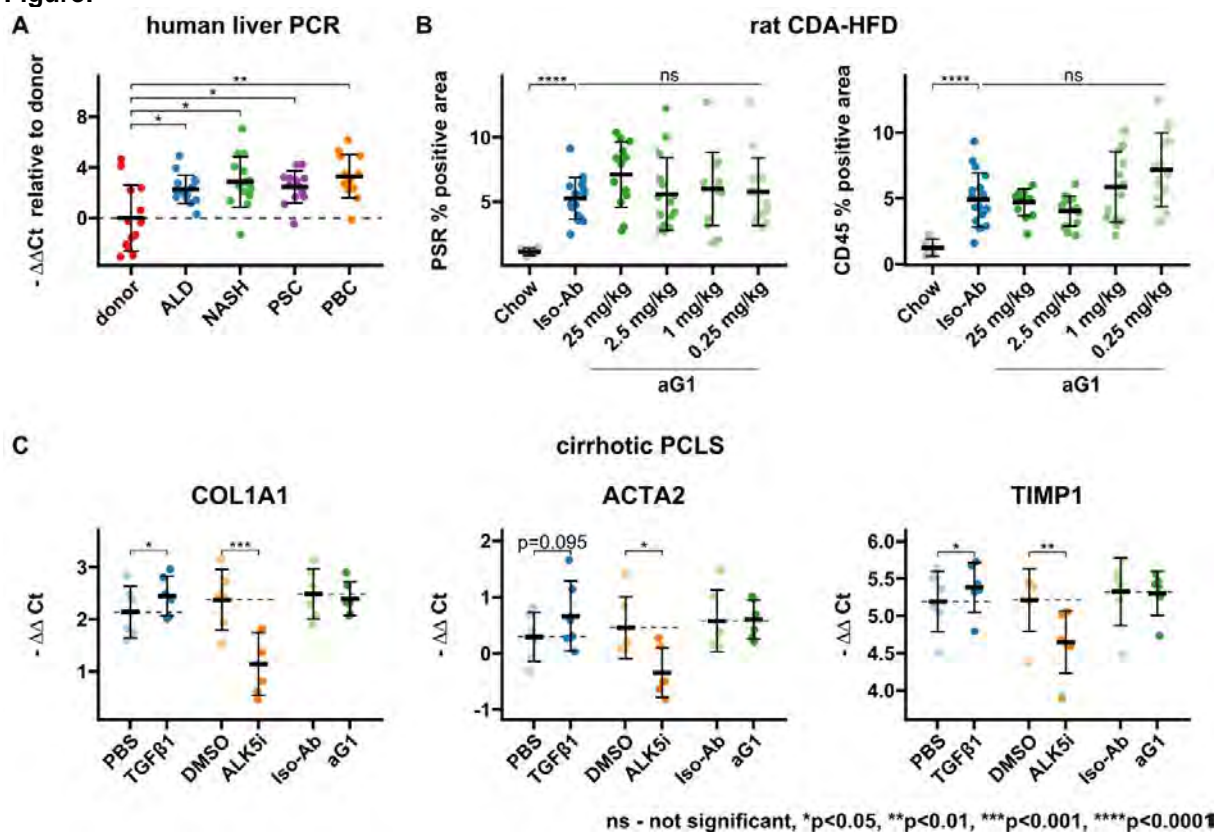 Figure.
A human liver PCR
- ΔΔCt relative to donor
8
4
0
donor ALD NASH PSC PBC
**
*
*
*
B rat CDA-HFD
PSR % positive area
10
5
**** ns
Chow Iso-Ab 25 mg/kg 2.5 mg/kg 1 mg/kg 0.25 mg/kg
aG1
CD45 % positive area
10
5
0
**** ns
Chow Iso-Ab 25 mg/kg 2.5 mg/kg 1 mg/kg 0.25 mg/kg
aG1
C cirrhotic PCLS
COL1A1
- ΔΔ Ct
3
2
1
* ***
PBS TGFβ1 DMSO ALK5i Iso-Ab aG1
ACTA2
- ΔΔ Ct
2
1
0
-1
p=0.095 *
PBS TGFβ1 DMSO ALK5i Iso-Ab aG1
TIMP1
- ΔΔ Ct
6.0
5.5
5.0
4.5
4.0
* **
PBS TGFβ1 DMSO ALK5i Iso-Ab aG1
ns - not significant, *p<0.05, **p<0.01, ***p<0.001, ****p<0.0001